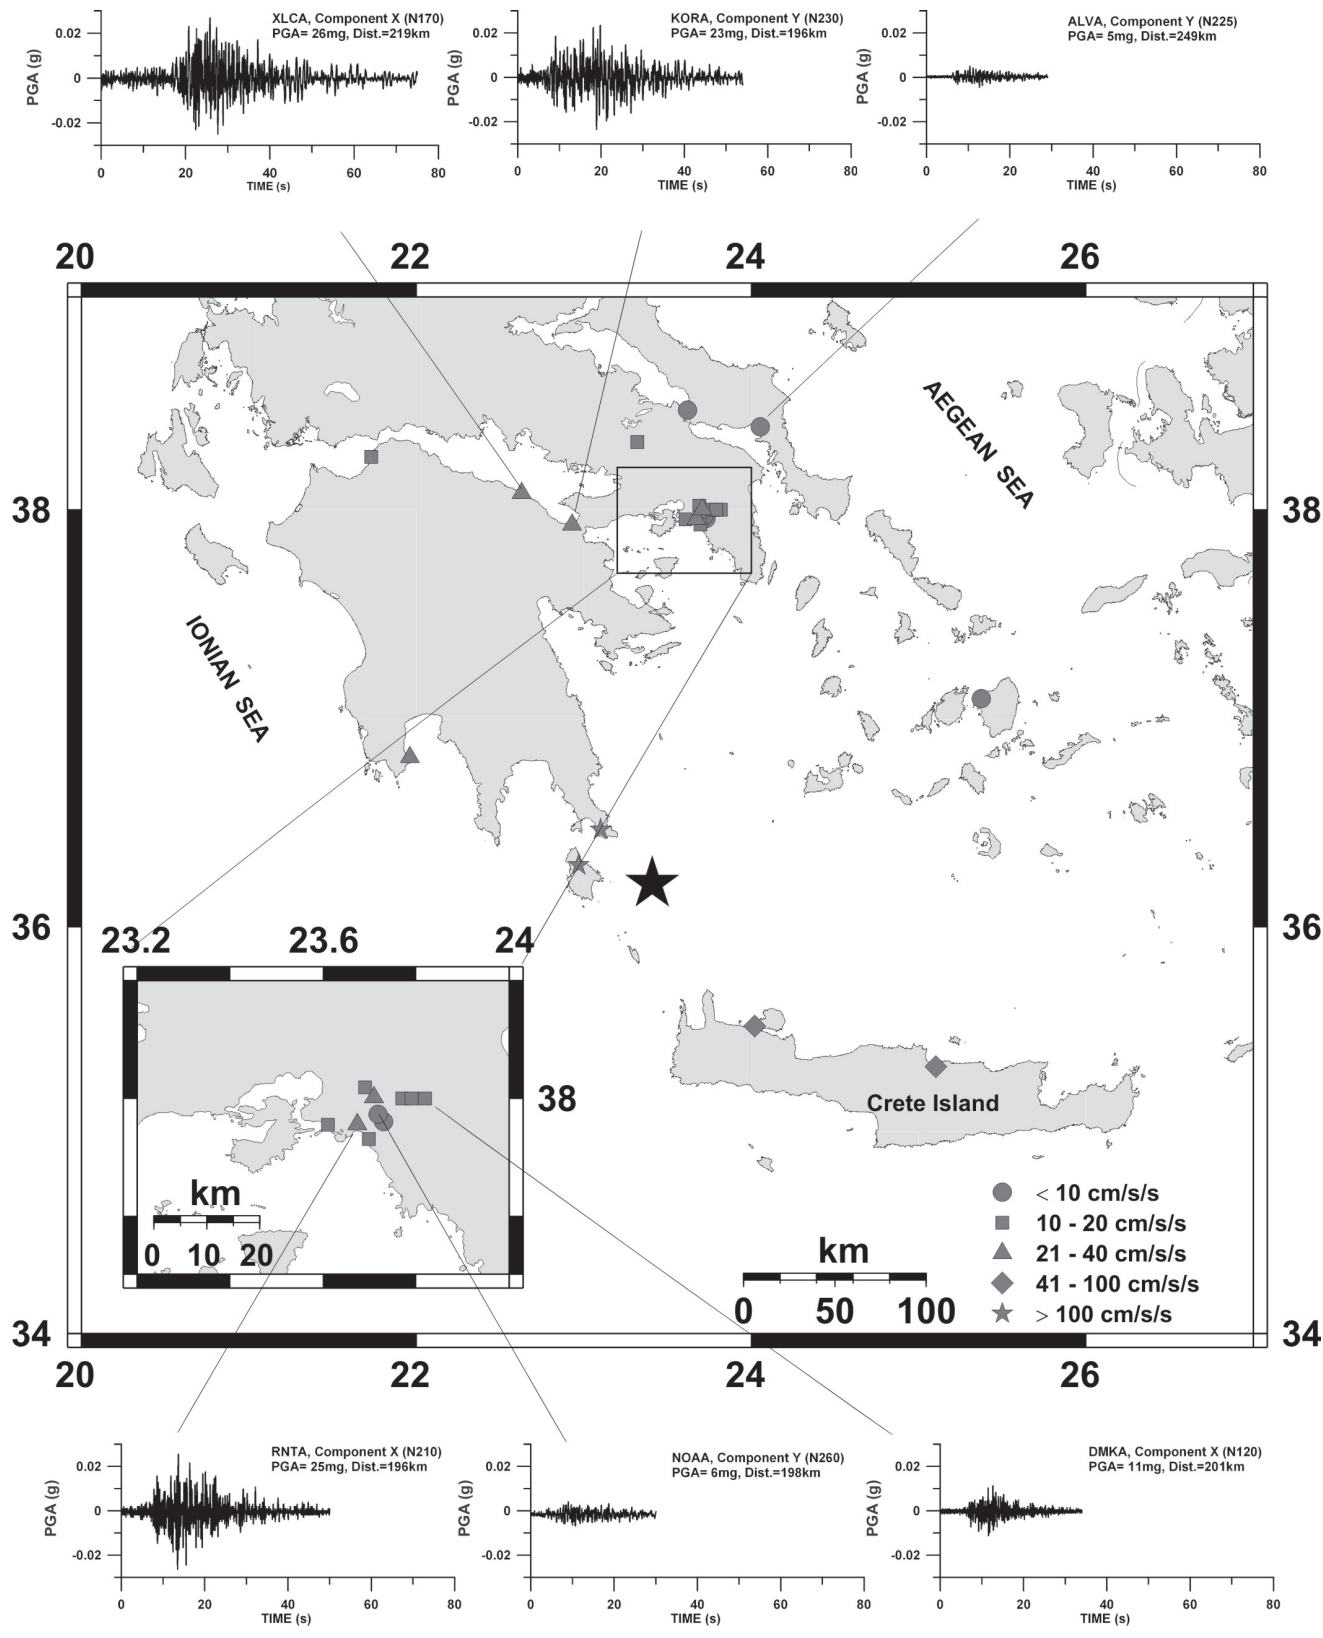 XLCA, Component X (N170)
PGA= 26mg, Dist.=219km
PGA (g)
0.02
0
-0.02
0 20 40 60 80
TIME (s)
KORA, Component Y (N230)
PGA= 23mg, Dist.=196km
PGA (g)
0.02
0
-0.02
0 20 40 60 80
TIME (s)
ALVA, Component Y (N225)
PGA= 5mg, Dist.=249km
PGA (g)
0.02
0
-0.02
0 20 40 60 80
TIME (s)
20 22 24 26
38 38
36 36
34 34
20 22 24 26
AEGEAN SEA
IONIAN SEA
Crete Island
23.2 23.6 24
38
km
0 10 20
km
0 50 100
< 10 cm/s/s
10 - 20 cm/s/s
21 - 40 cm/s/s
41 - 100 cm/s/s
> 100 cm/s/s
RNTA, Component X (N210)
PGA= 25mg, Dist.=196km
PGA (g)
0.02
0
-0.02
0 20 40 60 80
TIME (s)
NOAA, Component Y (N260)
PGA= 6mg, Dist.=198km
PGA (g)
0.02
0
-0.02
0 20 40 60 80
TIME (s)
DMKA, Component X (N120)
PGA= 11mg, Dist.=201km
PGA (g)
0.02
0
-0.02
0 20 40 60 80
TIME (s)